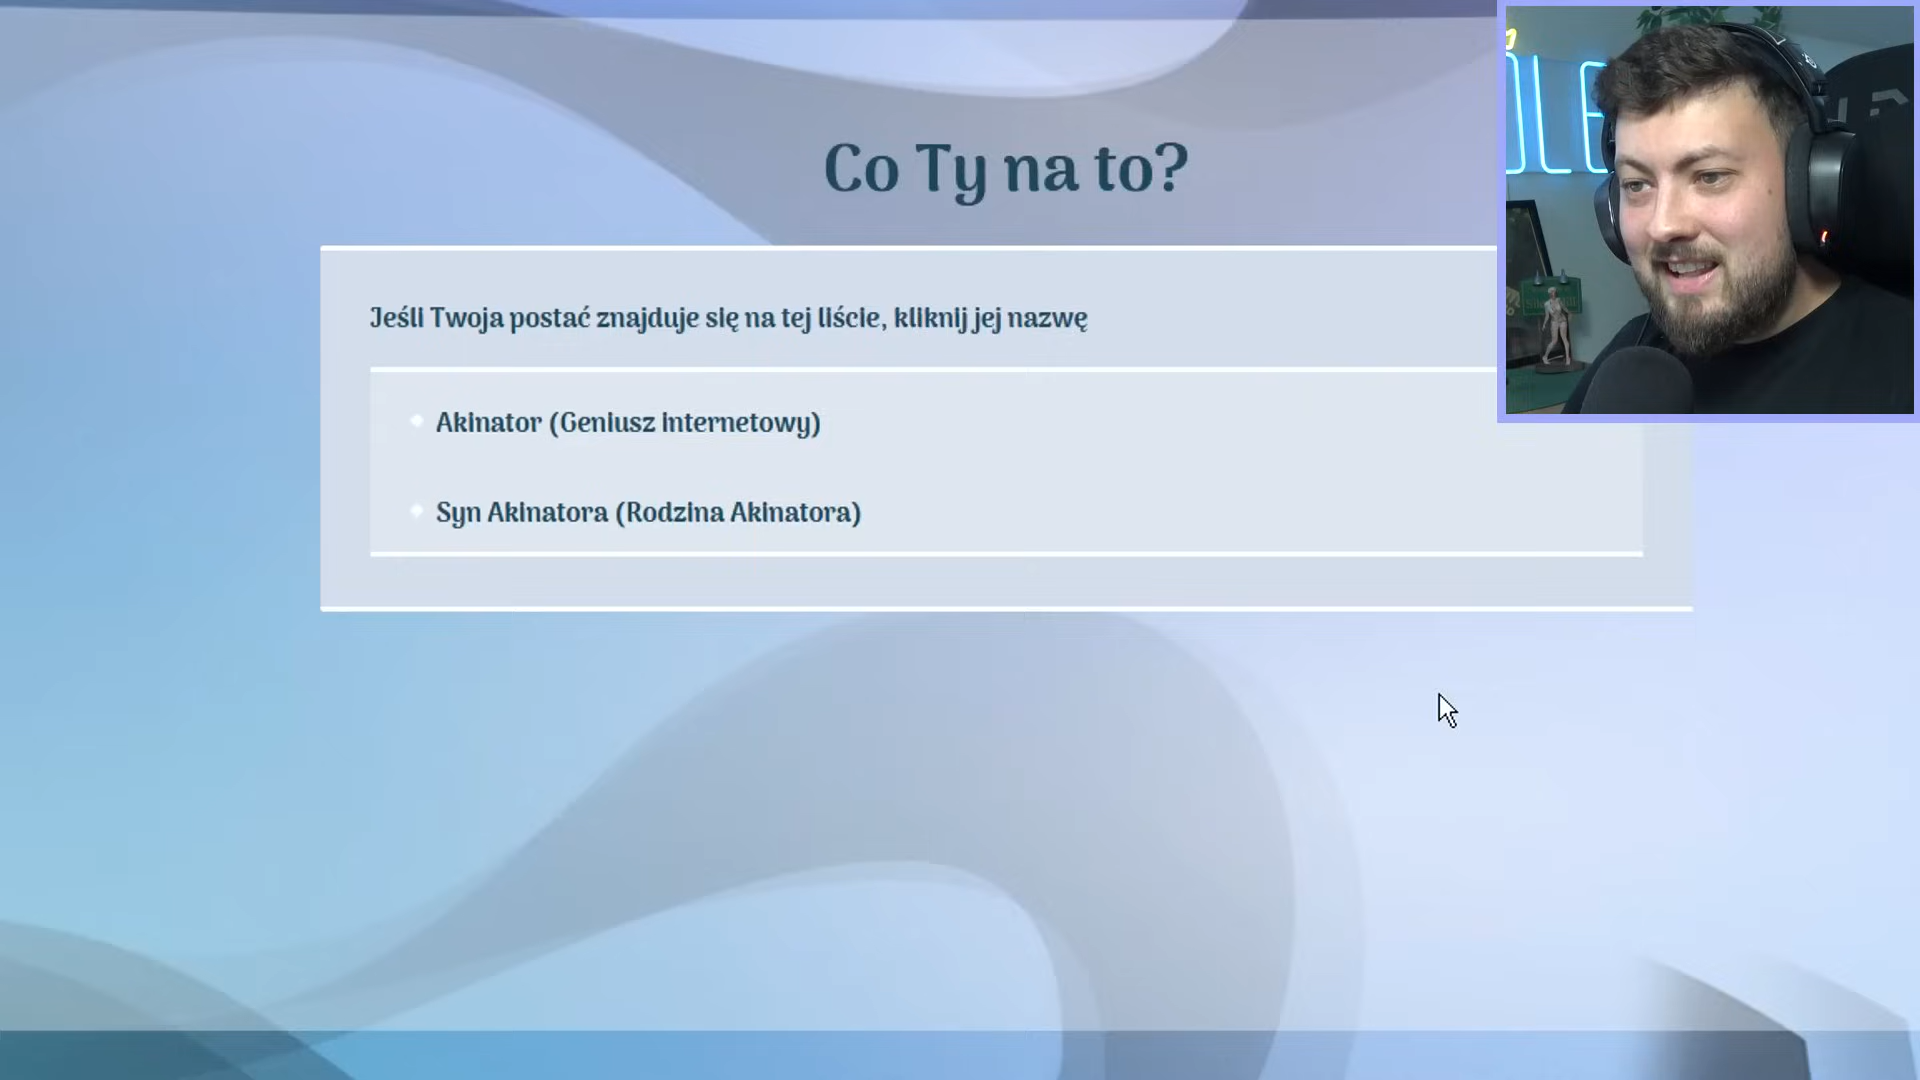 Co Ty na to?
Jeśli Twoja postać znajduje się na tej liście, kliknij jej nazwę
Akinator (Geniusz internetowy)
Syn Akinatora (Rodzina Akinatora)